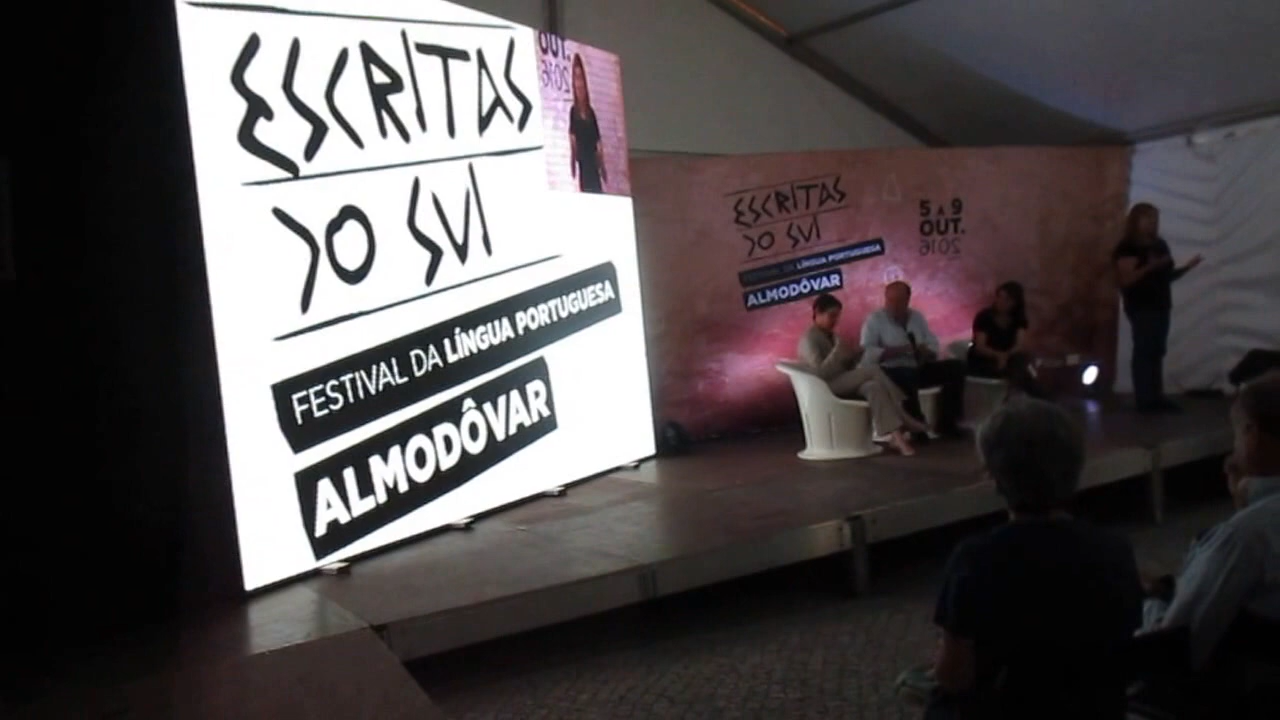 ESCRITAS
DO SUL
FESTIVAL DA LÍNGUA PORTUGUESA
ALMODÔVAR
OUT.
2016
ESCRITAS
DO SUL
FESTIVAL DA LÍNGUA PORTUGUESA
ALMODÔVAR
5 A 9
OUT.
2016